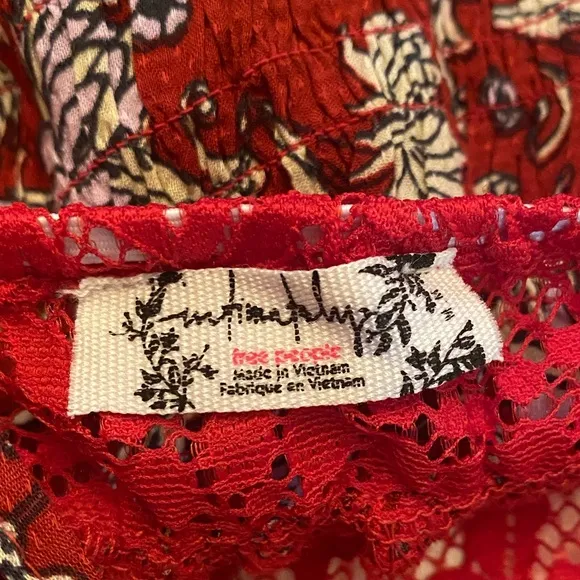 intimately
free people
Made in Vietnam
Fabriqué en Vietnam